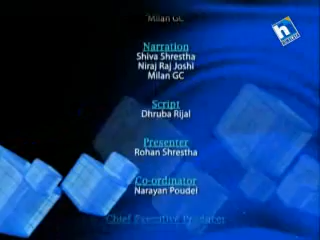 Milan GC
Narration
Shiva Shrestha
Niraj Raj Joshi
Milan GC
Script
Dhruba Rijal
Presenter
Rohan Shrestha
Co-ordinator
Narayan Poudel
Chief Executive Producer